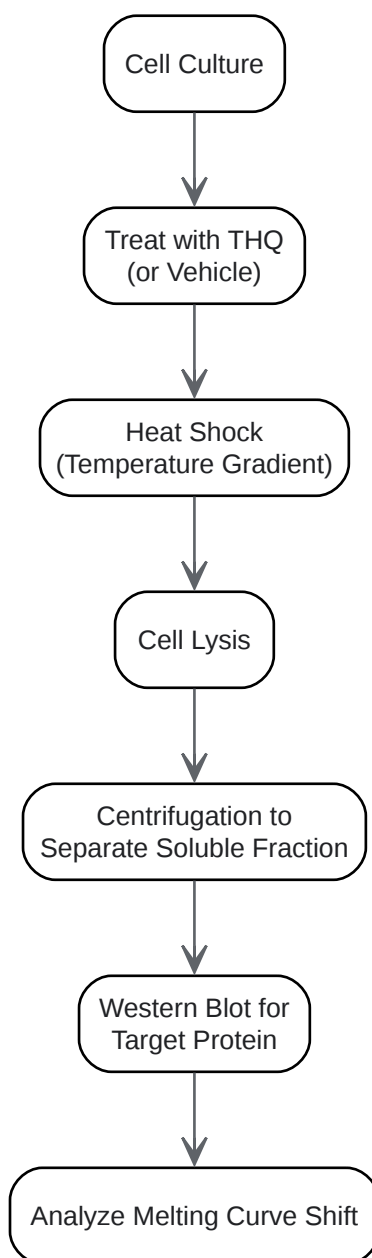 Cell Culture
Treat with THQ
(or Vehicle)
Heat Shock
(Temperature Gradient)
Cell Lysis
Centrifugation to
Separate Soluble Fraction
Western Blot for
Target Protein
Analyze Melting Curve Shift